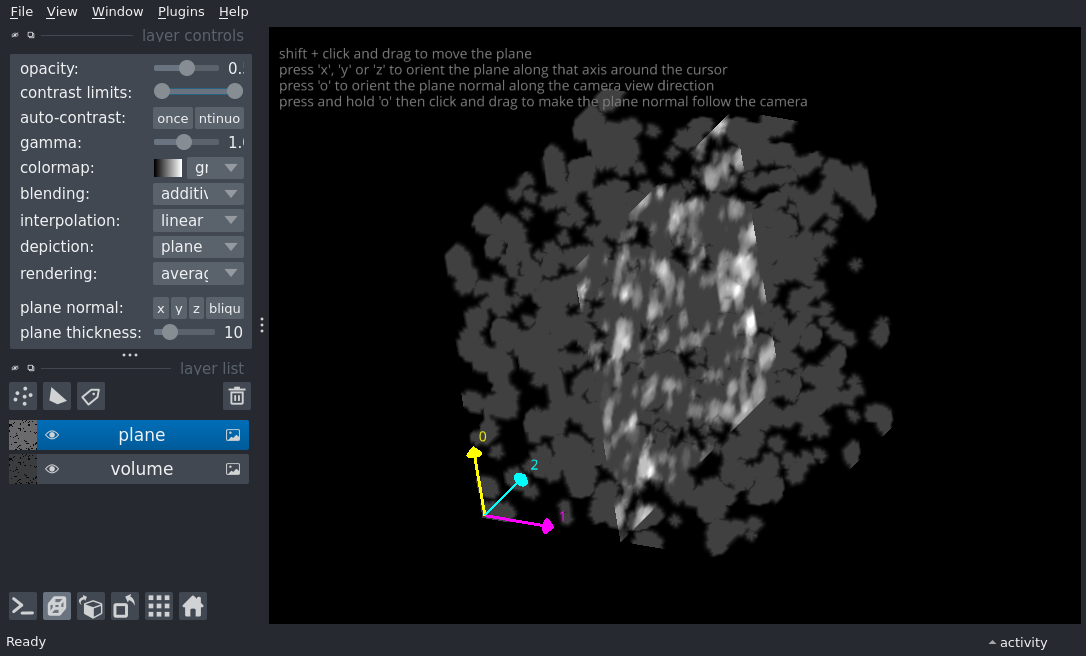 File View Window Plugins Help
layer controls
opacity: 0.
contrast limits:
auto-contrast: once ntinuo
gamma: 1.
colormap: gr
blending: additiv
interpolation: linear
depiction: plane
rendering: averag
plane normal: x y z bliqu
plane thickness: 10
layer list
plane
volume
shift + click and drag to move the plane
press 'x', 'y' or 'z' to orient the plane along that axis around the cursor
press 'o' to orient the plane normal along the camera view direction
press and hold 'o' then click and drag to make the plane normal follow the camera
0
2
1
Ready
activity